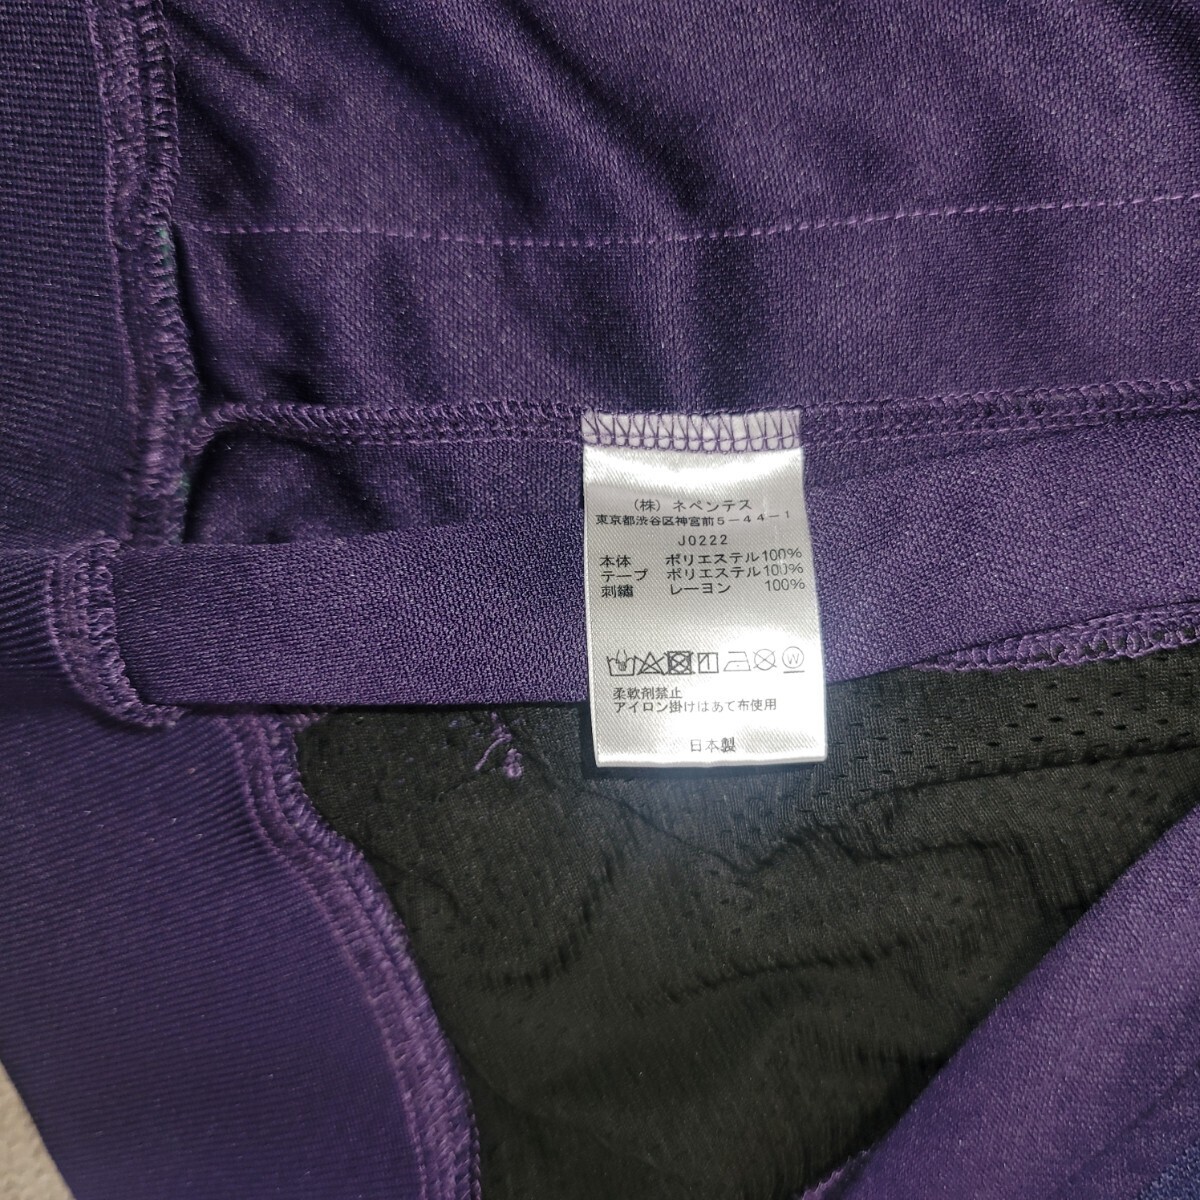 (株) ネペンテス
東京都渋谷区神宮前5-44-1
J0222
本体 ポリエステル100%
テープ ポリエステル100%
刺繍 レーヨン 100%
W
柔軟剤禁止
アイロン掛けはあて布使用
日本製